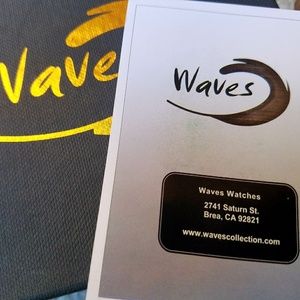 Waves
Waves
Waves Watches
2741 Saturn St.
Brea, CA 92821
www.wavescollection.com